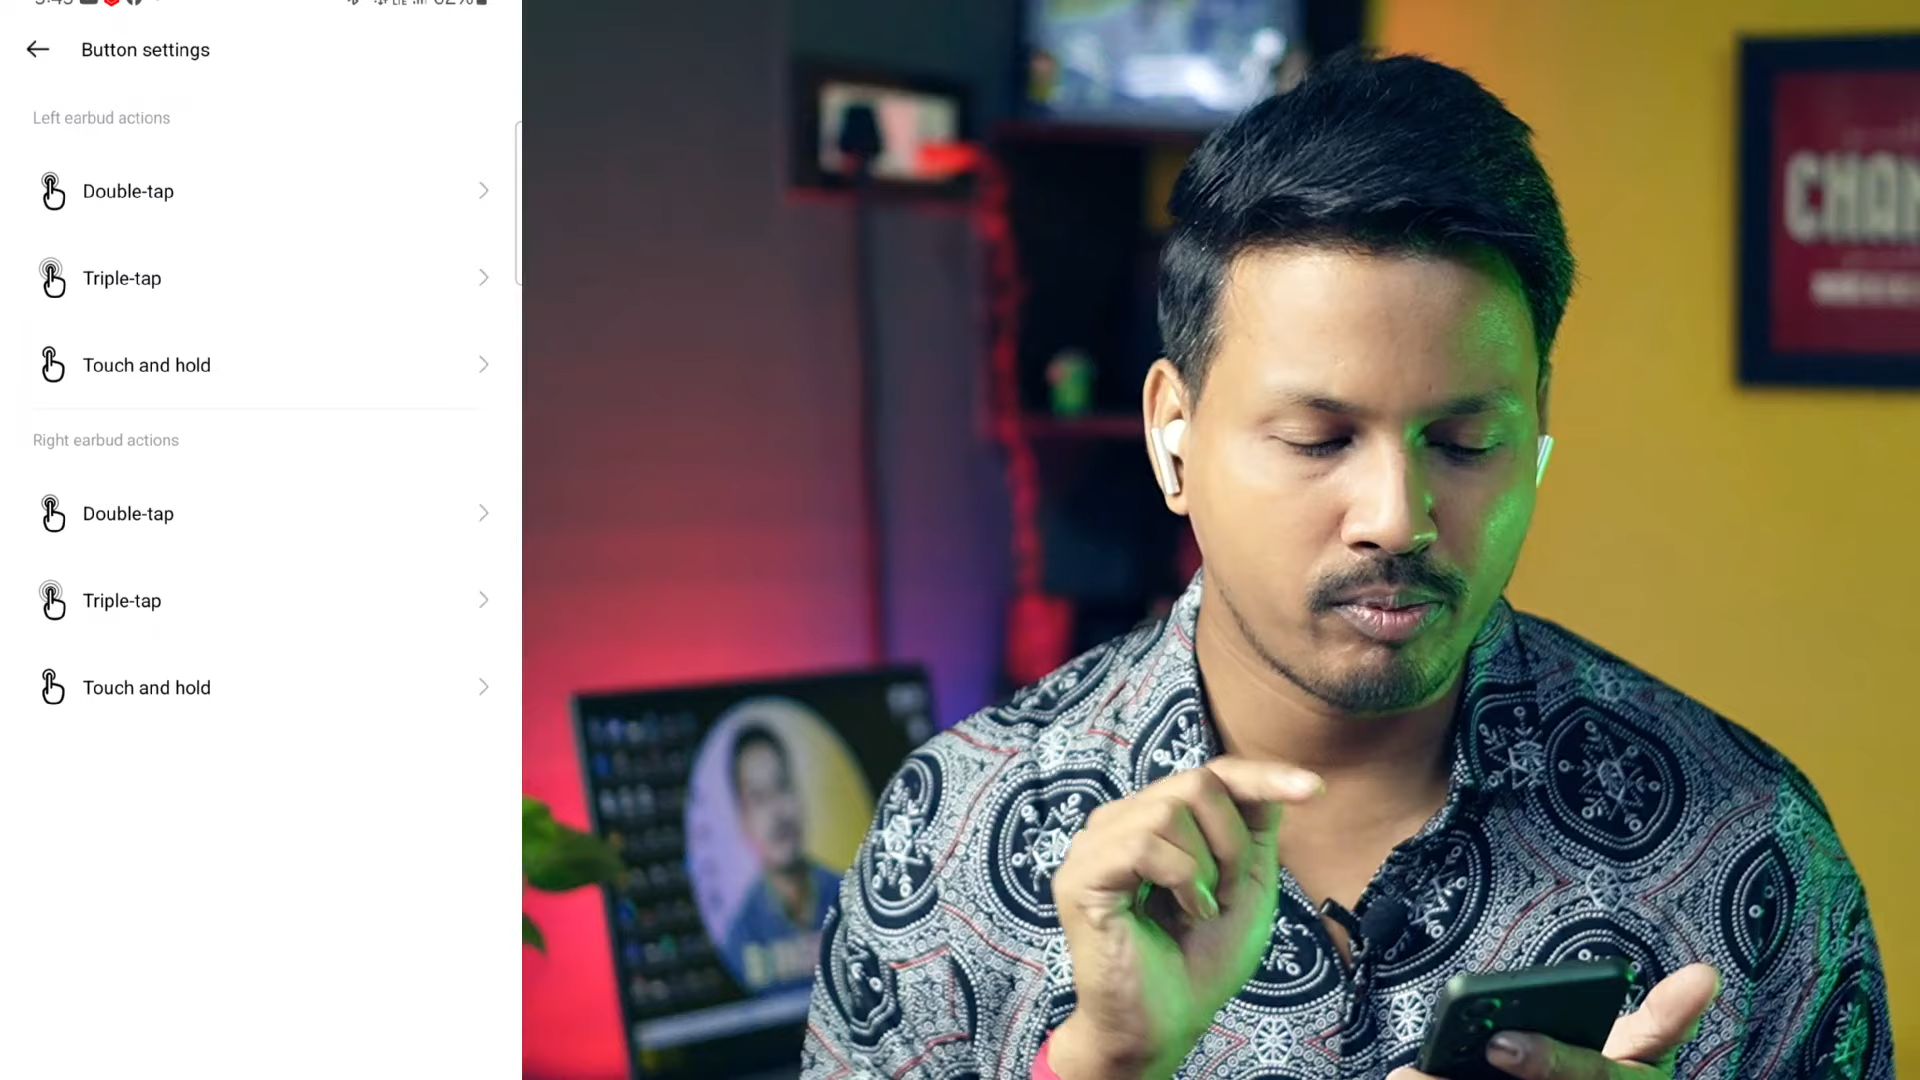 Button settings
Left earbud actions
Double-tap
Triple-tap
Touch and hold
Right earbud actions
Double-tap
Triple-tap
Touch and hold